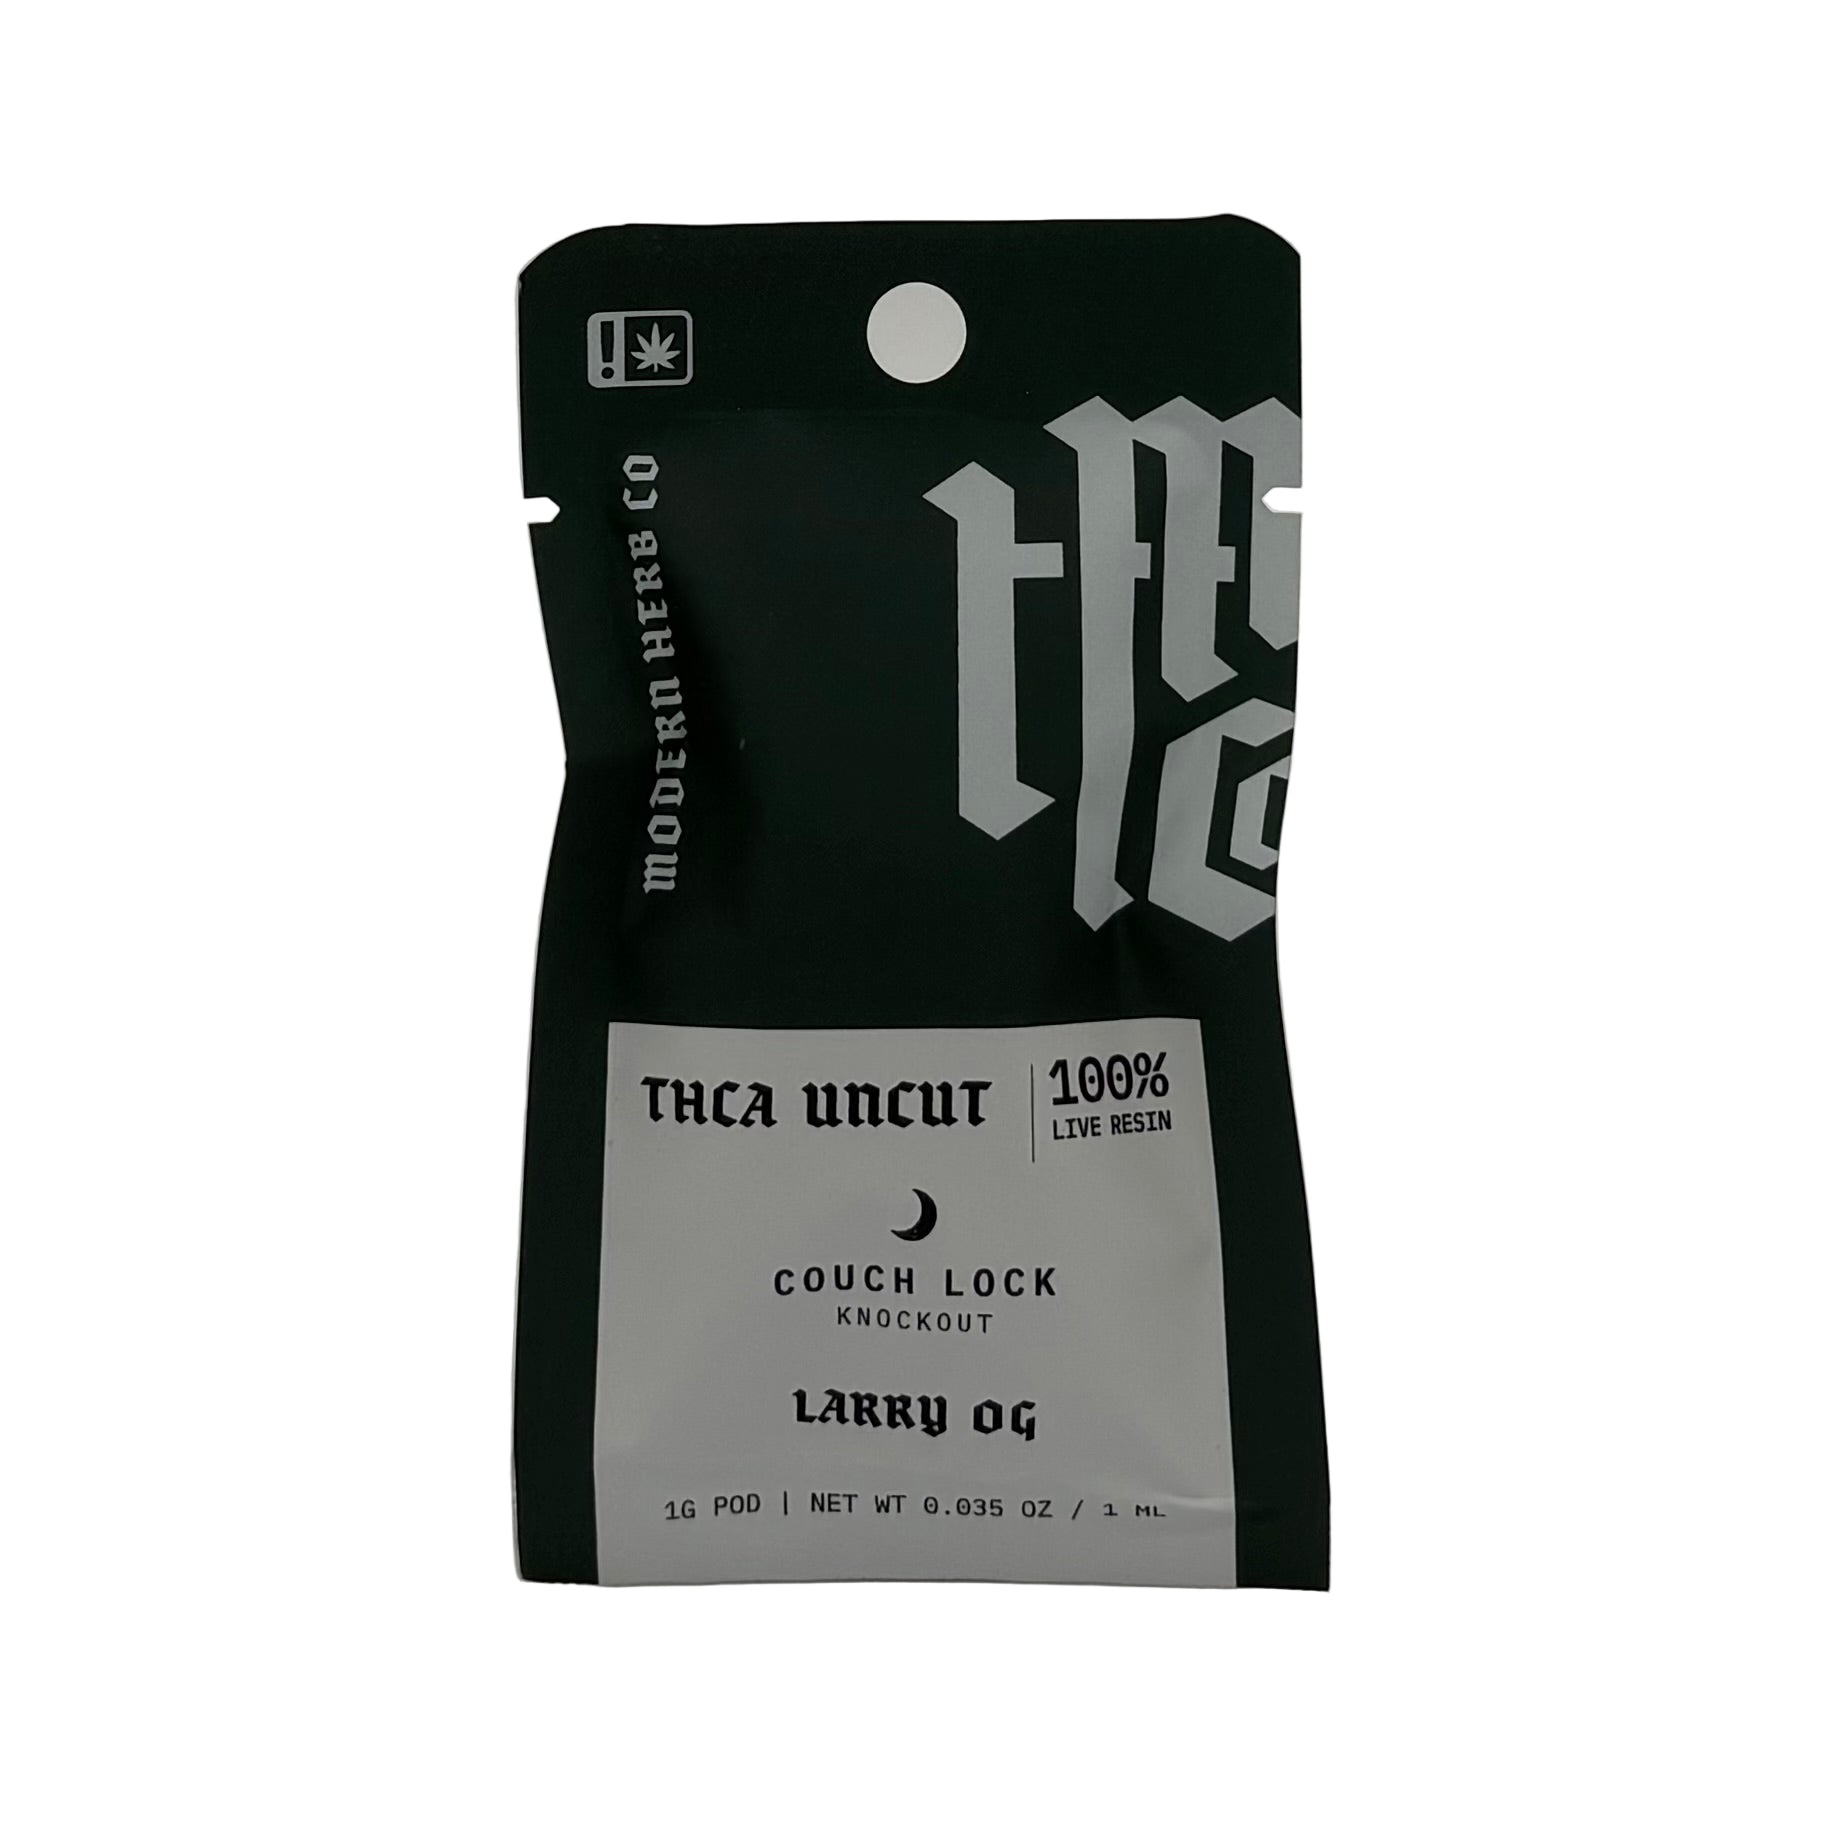 !
MODERN HERB CO
THCA UNCUT
100%
LIVE RESIN
COUCH LOCK
KNOCKOUT
LARRY OG
1G POD | NET WT 0.035 OZ / 1 ML